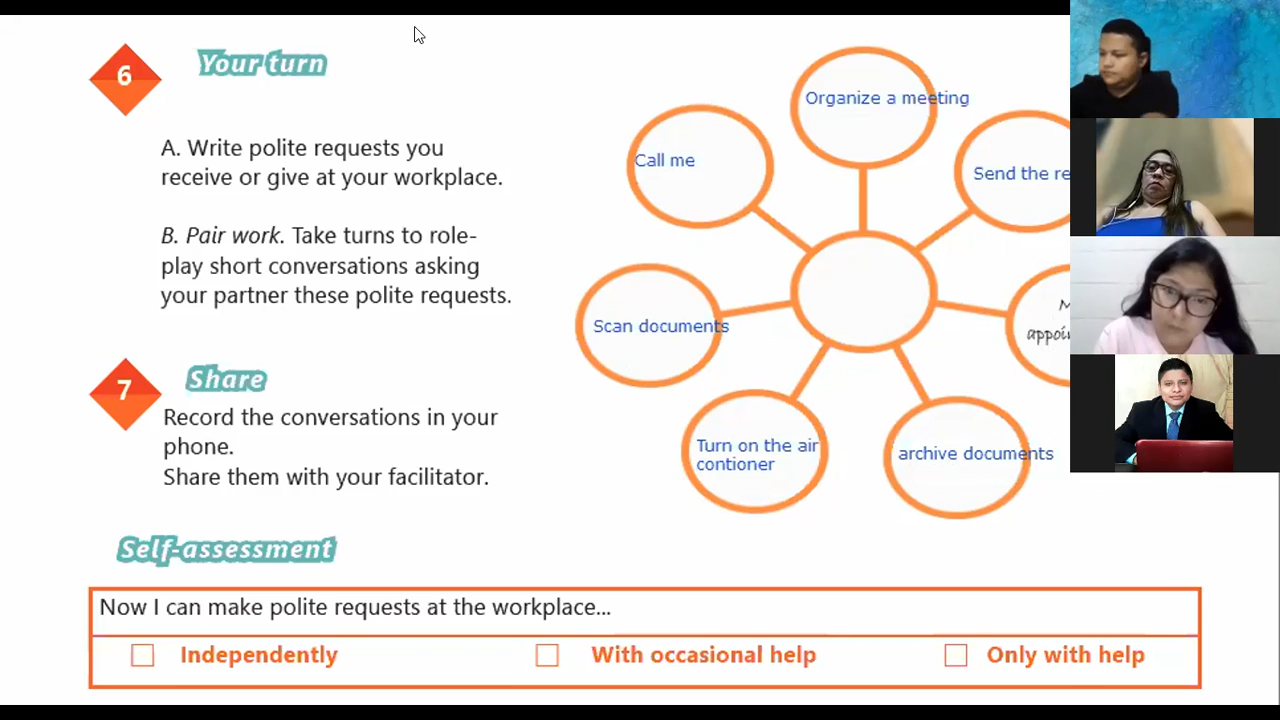 6
Your turn
A. Write polite requests you
receive or give at your workplace.
B. Pair work. Take turns to role-
play short conversations asking
your partner these polite requests.
7
Share
Record the conversations in your
phone.
Share them with your facilitator.
Organize a meeting
Call me
Send the
Scan documents
Turn on the air
contioner
archive documents
Self-assessment
Now I can make polite requests at the workplace...
Independently
With occasional help
Only with help